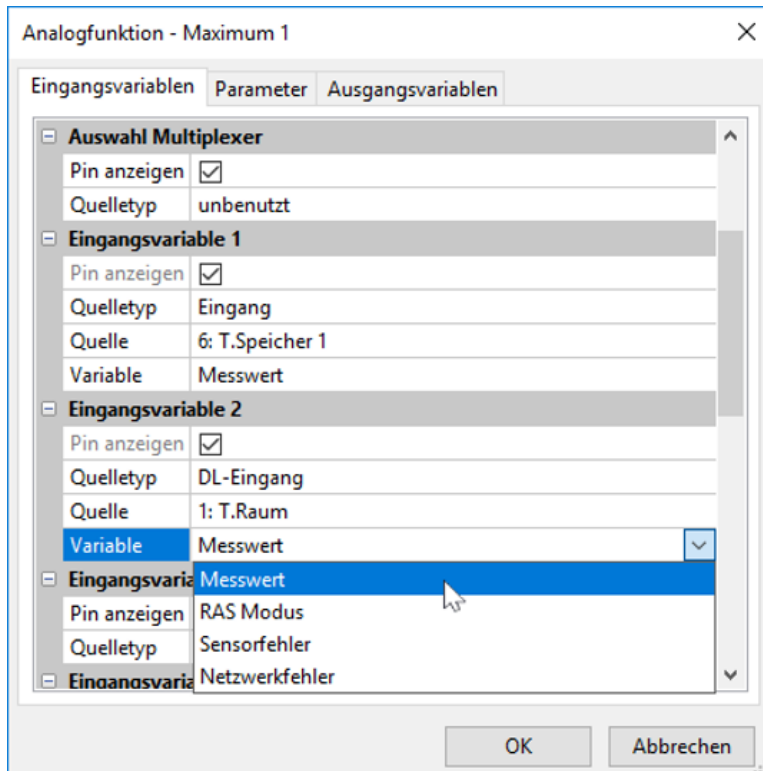 Analogfunktion - Maximum 1
Eingangsvariablen Parameter Ausgangsvariablen
Auswahl Multiplexer
Pin anzeigen
Quelletyp unbenutzt
Eingangsvariable 1
Pin anzeigen
Quelletyp Eingang
Quelle 6: T.Speicher 1
Variable Messwert
Eingangsvariable 2
Pin anzeigen
Quelletyp DL-Eingang
Quelle 1: T.Raum
Variable Messwert
Eingangsvaria Messwert
Pin anzeigen RAS Modus
Quelletyp Sensorfehler
Eingangsvaria Netzwerkfehler
OK Abbrechen